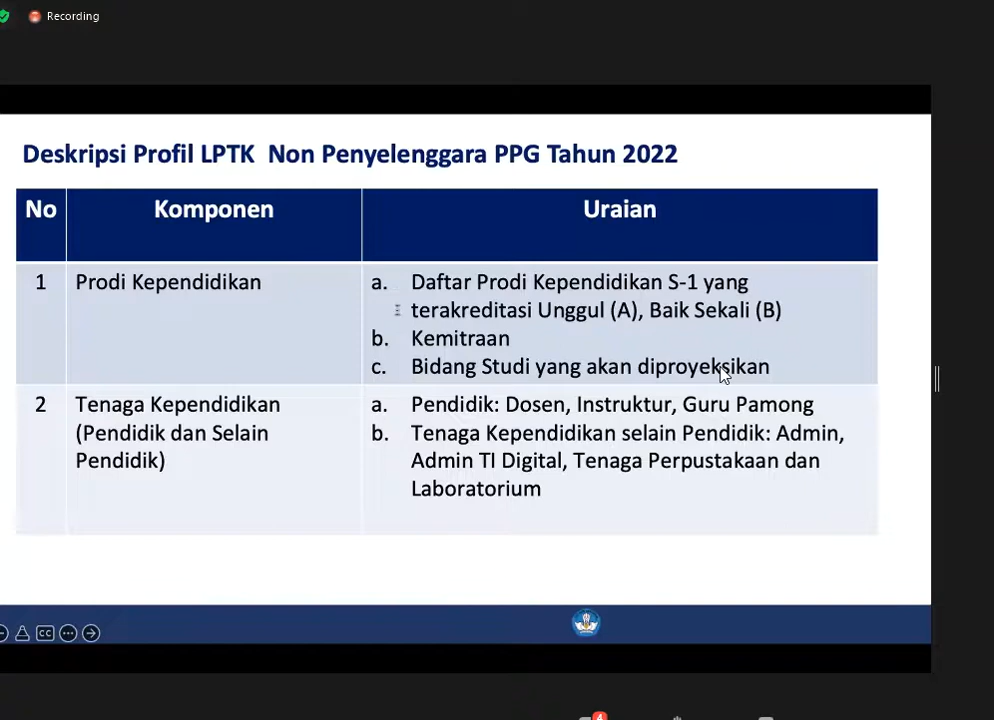 Recording
Deskripsi Profil LPTK Non Penyelenggara PPG Tahun 2022
No Komponen Uraian
1 Prodi Kependidikan
a. Daftar Prodi Kependidikan S-1 yang
terakreditasi Unggul (A), Baik Sekali (B)
b. Kemitraan
c. Bidang Studi yang akan diproyeksikan
2 Tenaga Kependidikan
(Pendidik dan Selain
Pendidik)
a. Pendidik: Dosen, Instruktur, Guru Pamong
b. Tenaga Kependidikan selain Pendidik: Admin,
Admin TI Digital, Tenaga Perpustakaan dan
Laboratorium
CC
4